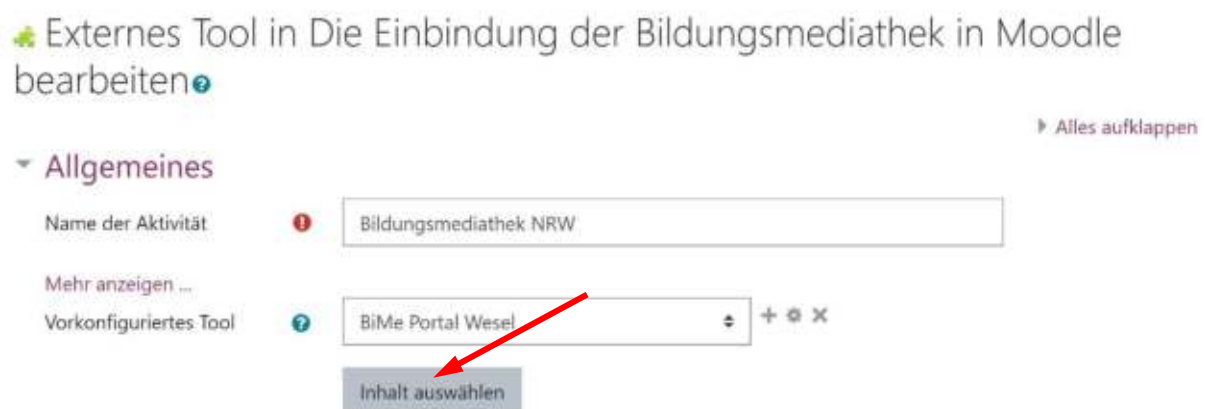 Externes Tool in Die Einbindung der Bildungsmediathek in Moodle
bearbeiten
Alles aufklappen
Allgemeines
Name der Aktivität
Bildungsmediathek NRW
Mehr anzeigen ...
Vorkonfiguriertes Tool
BiMe Portal Wesel
Inhalt auswählen